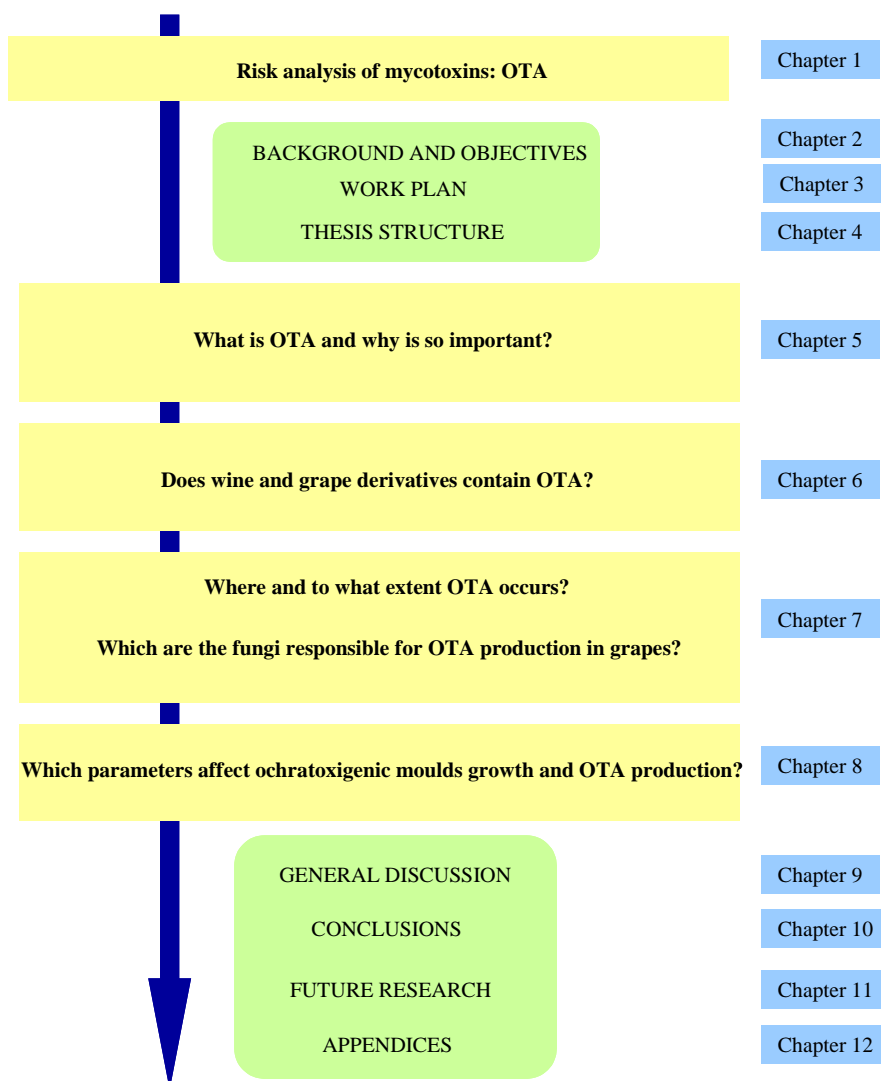 Risk analysis of mycotoxins: OTA
Chapter 1
BACKGROUND AND OBJECTIVES
Chapter 2
WORK PLAN
Chapter 3
THESIS STRUCTURE
Chapter 4
What is OTA and why is so important?
Chapter 5
Does wine and grape derivatives contain OTA?
Chapter 6
Where and to what extent OTA occurs?
Which are the fungi responsible for OTA production in grapes?
Chapter 7
Which parameters affect ochratoxigenic moulds growth and OTA production?
Chapter 8
GENERAL DISCUSSION
Chapter 9
CONCLUSIONS
Chapter 10
FUTURE RESEARCH
Chapter 11
APPENDICES
Chapter 12